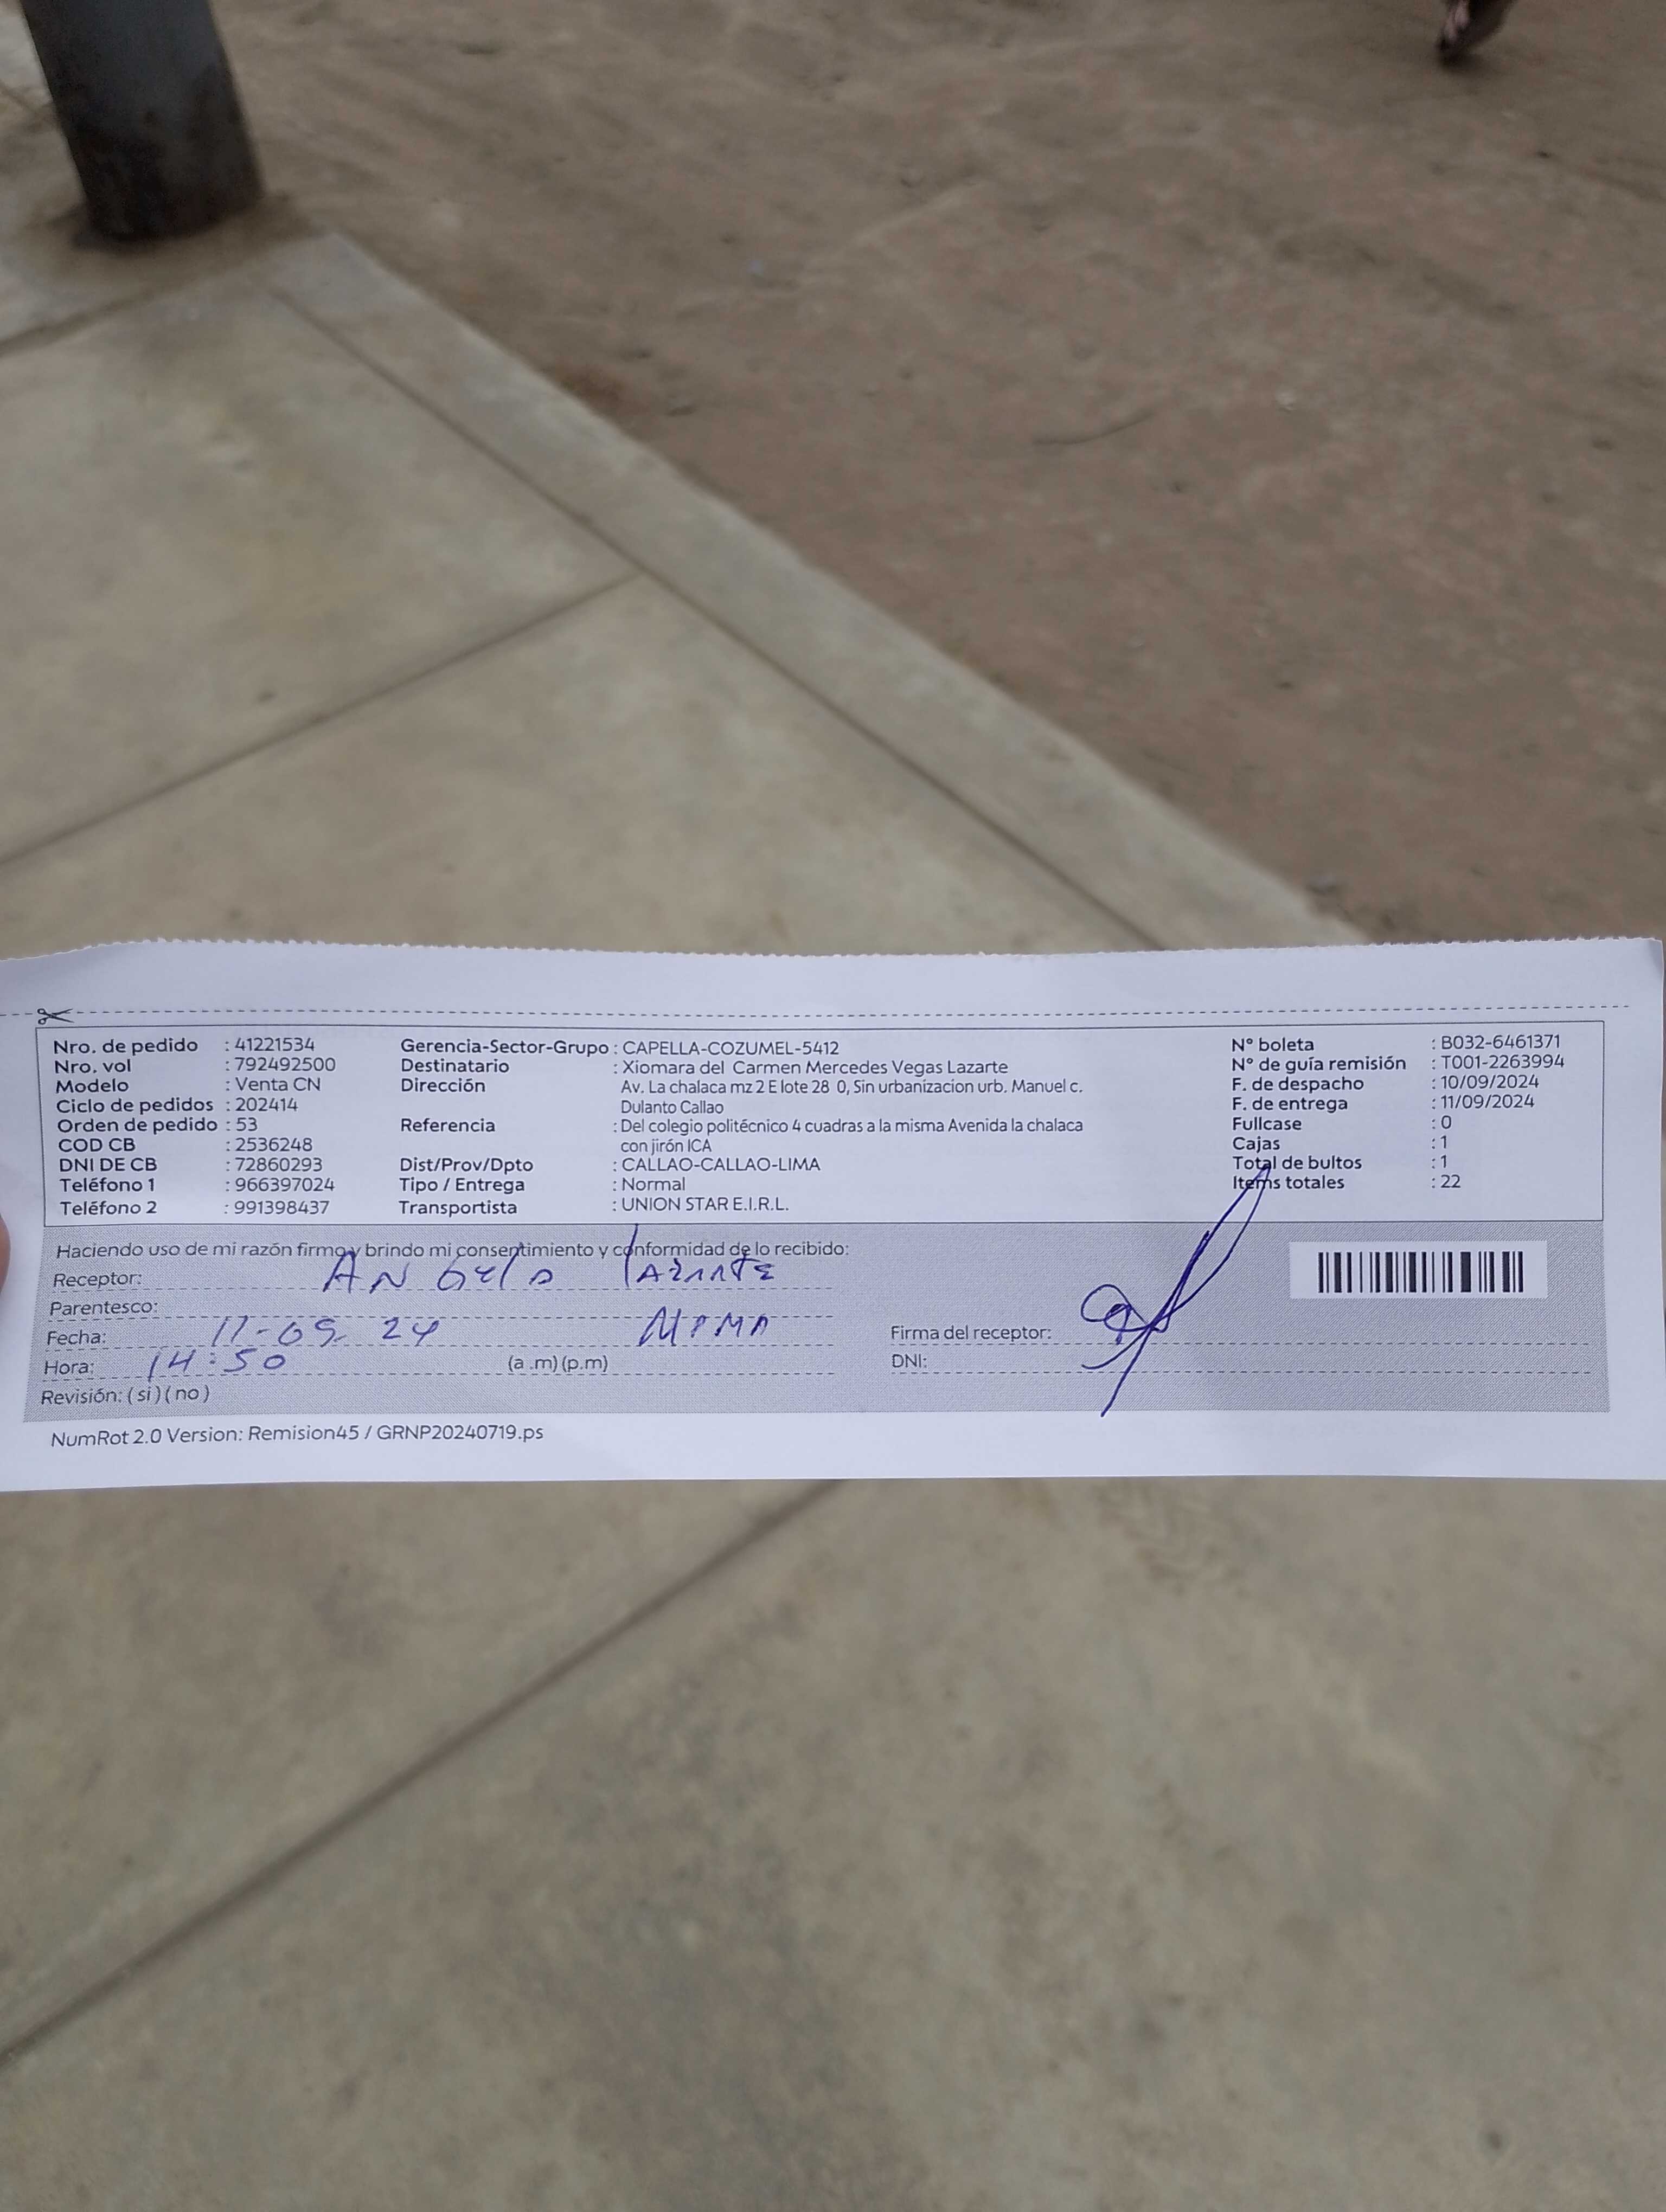 Nro. de pedido : 41221534
Nro. vol : 792492500
Modelo : Venta CN
Ciclo de pedidos : 202414
Orden de pedido : 53
COD CB : 2536248
DNI DE CB : 72860293
Teléfono 1 : 966397024
Teléfono 2 : 991398437
Gerencia-Sector-Grupo : CAPELLA-COZUMEL-5412
Destinatario : Xiomara del Carmen Mercedes Vegas Lazarte
Dirección Av. La chalaca mz 2 E lote 28 0, Sin urbanizacion urb. Manuel c.
Dulanto Callao
Referencia : Del colegio politécnico 4 cuadras a la misma Avenida la chalaca
con jirón ICA
Dist/Prov/Dpto : CALLAO-CALLAO-LIMA
Tipo / Entrega : Normal
Transportista : UNION STAR E.I.R.L.
N° boleta : B032-6461371
N° de guía remisión : T001-2263994
F. de despacho : 10/09/2024
F. de entrega : 11/09/2024
Fullcase : 0
Cajas : 1
Total de bultos : 1
Items totales : 22
Haciendo uso de mi razón firmo y brindo mi consentimiento y conformidad de lo recibido:
Receptor: ANGelo
Parentesco:
Fecha: 11-09-24
Hora: 14:50 (a .m) (p.m)
Revisión: ( si ) ( no )
Firma del receptor:
DNI:
NumRot 2.0 Version: Remision45 / GRNP20240719.ps